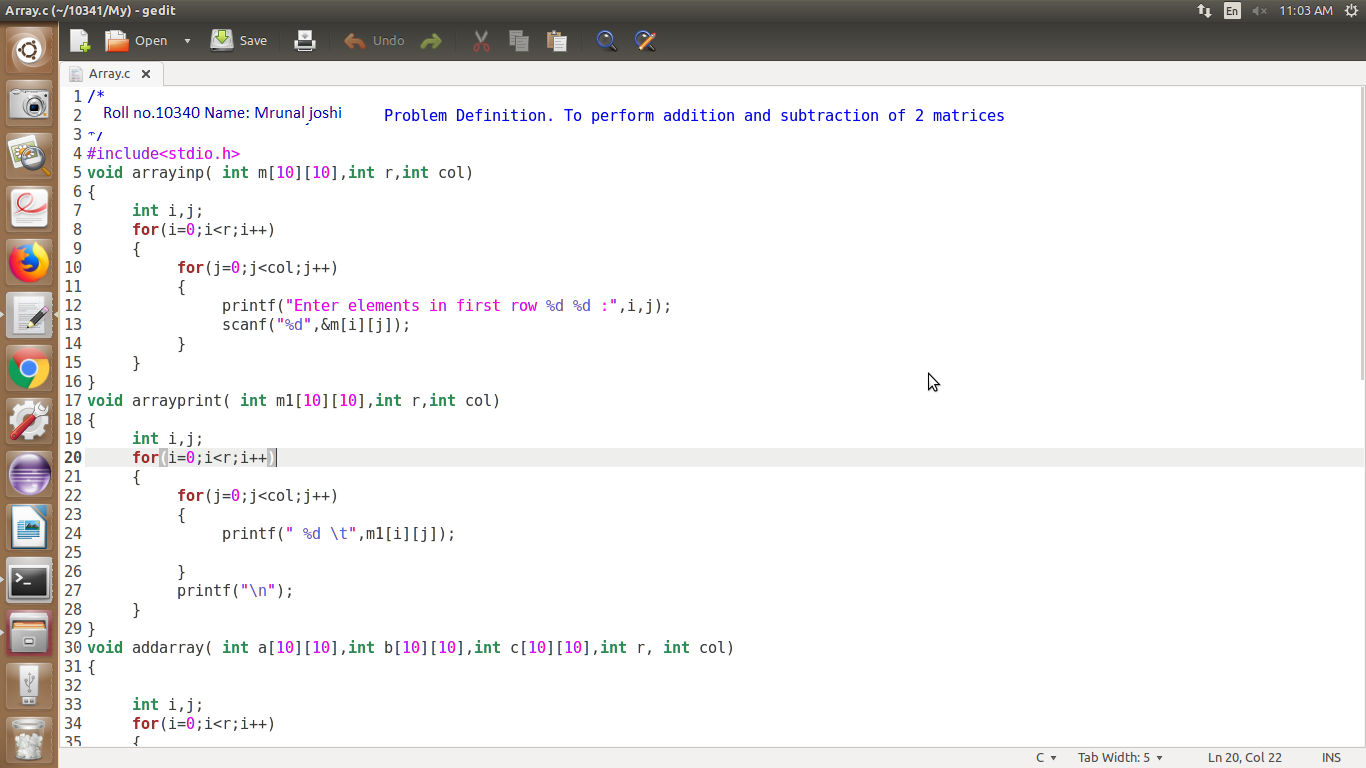 Array.c (~/10341/My) - gedit
En
11:03 AM
Open
Save
Undo
Array.c
1 /*
2 Roll no.10340 Name: Mrunal joshi Problem Definition. To perform addition and subtraction of 2 matrices
3 */
4 #include<stdio.h>
5 void arrayinp( int m[10][10],int r,int col)
6 {
7 int i,j;
8 for(i=0;i<r;i++)
9 {
10 for(j=0;j<col;j++)
11 {
12 printf("Enter elements in first row %d %d :",i,j);
13 scanf("%d",&m[i][j]);
14 }
15 }
16 }
17 void arrayprint( int m1[10][10],int r,int col)
18 {
19 int i,j;
20 for(i=0;i<r;i++)
21 {
22 for(j=0;j<col;j++)
23 {
24 printf(" %d \t",m1[i][j]);
25
26 }
27 printf("\n");
28 }
29 }
30 void addarray( int a[10][10],int b[10][10],int c[10][10],int r, int col)
31 {
32
33 int i,j;
34 for(i=0;i<r;i++)
35 {
C
Tab Width: 5
Ln 20, Col 22
INS